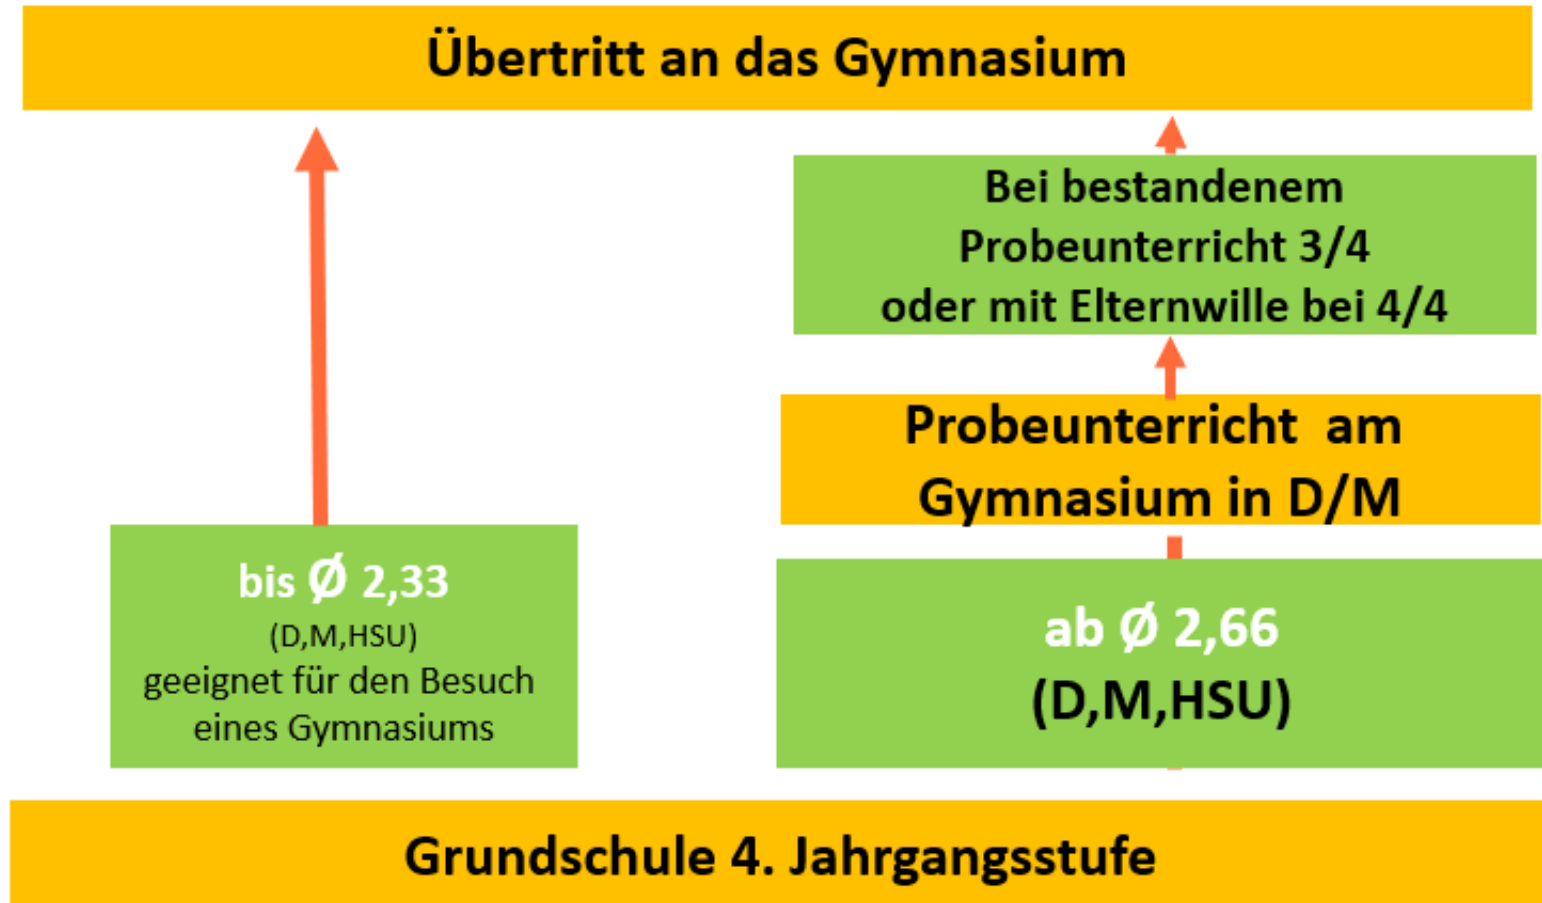 Übertritt an das Gymnasium
Bei bestandenem
Probeunterricht 3/4
oder mit Elternwille bei 4/4
Probeunterricht am
Gymnasium in D/M
bis Ø 2,33
(D,M,HSU)
geeignet für den Besuch
eines Gymnasiums
ab Ø 2,66
(D,M,HSU)
Grundschule 4. Jahrgangsstufe